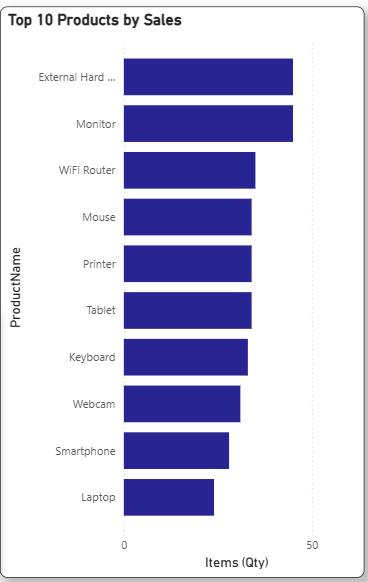 Top 10 Products by Sales
ProductName
External Hard ...
Monitor
WiFi Router
Mouse
Printer
Tablet
Keyboard
Webcam
Smartphone
Laptop
0 50
Items (Qty)